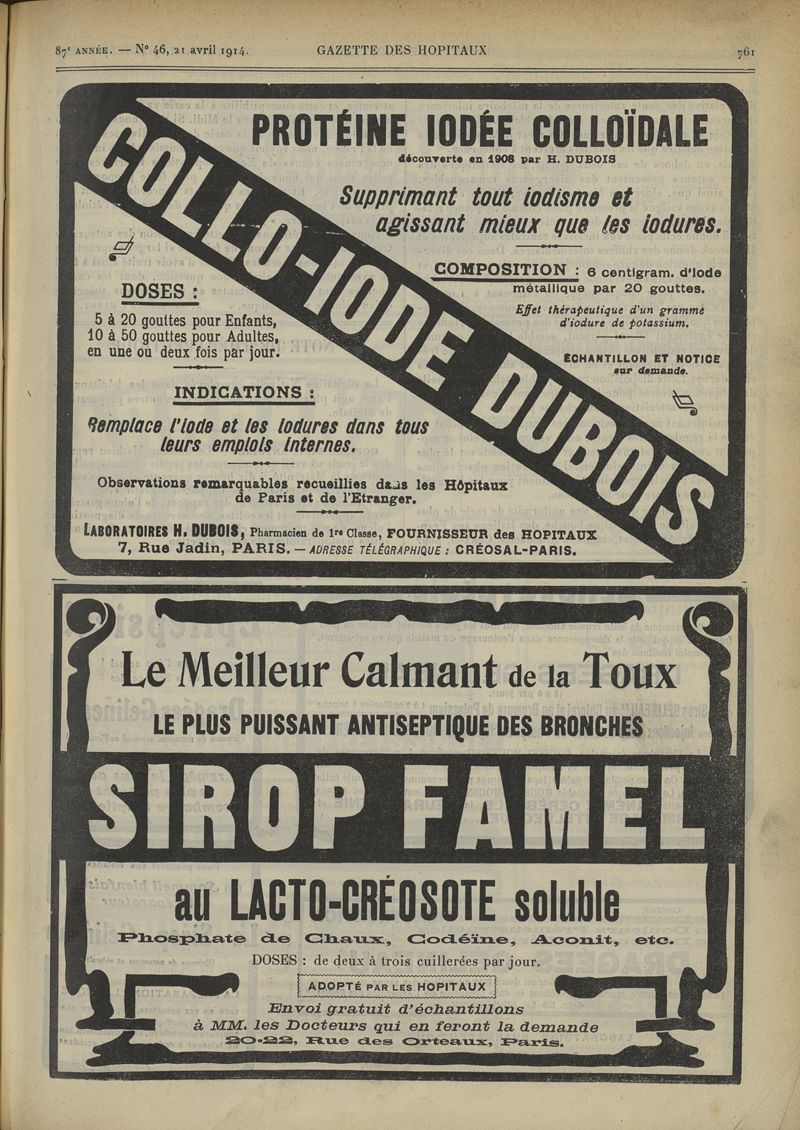 87e ANNÉE. — No 46, 21 avril 1914.
GAZETTE DES HOPITAUX
761
PROTÉINE IODÉE COLLOÏDALE
découverte en 1908 par H. DUBOIS
Supprimant tout iodisme et
agissant mieux que les iodures.
COLLO-IODE DUBOIS
COMPOSITION : 6 centigram. d'Iode
métallique par 20 gouttes.
Effet thérapeutique d'un gramme
d'iodure de potassium.
ÉCHANTILLON ET NOTICE
sur demande.
DOSES :
5 à 20 gouttes pour Enfants,
10 à 50 gouttes pour Adultes,
en une ou deux fois par jour.
INDICATIONS :
Remplace l'Iode et les Iodures dans tous
leurs emplois internes.
Observations remarquables recueillies dans les Hôpitaux
de Paris et de l'Etranger.
LABORATOIRES H. DUBOIS, Pharmacien de 1re Classe, FOURNISSEUR des HOPITAUX
7, Rue Jadin, PARIS. — ADRESSE TÉLÉGRAPHIQUE : CRÉOSAL-PARIS.
Le Meilleur Calmant de la Toux
LE PLUS PUISSANT ANTISEPTIQUE DES BRONCHES
SIROP FAMEL
au LACTO-CRÉOSOTE soluble
Phosphate de Chaux, Codéïne, Aconit, etc.
DOSES : de deux à trois cuillerées par jour.
ADOPTÉ PAR LES HOPITAUX
Envoi gratuit d'échantillons
à MM. les Docteurs qui en feront la demande
20-22, Rue des Orteaux, Paris.